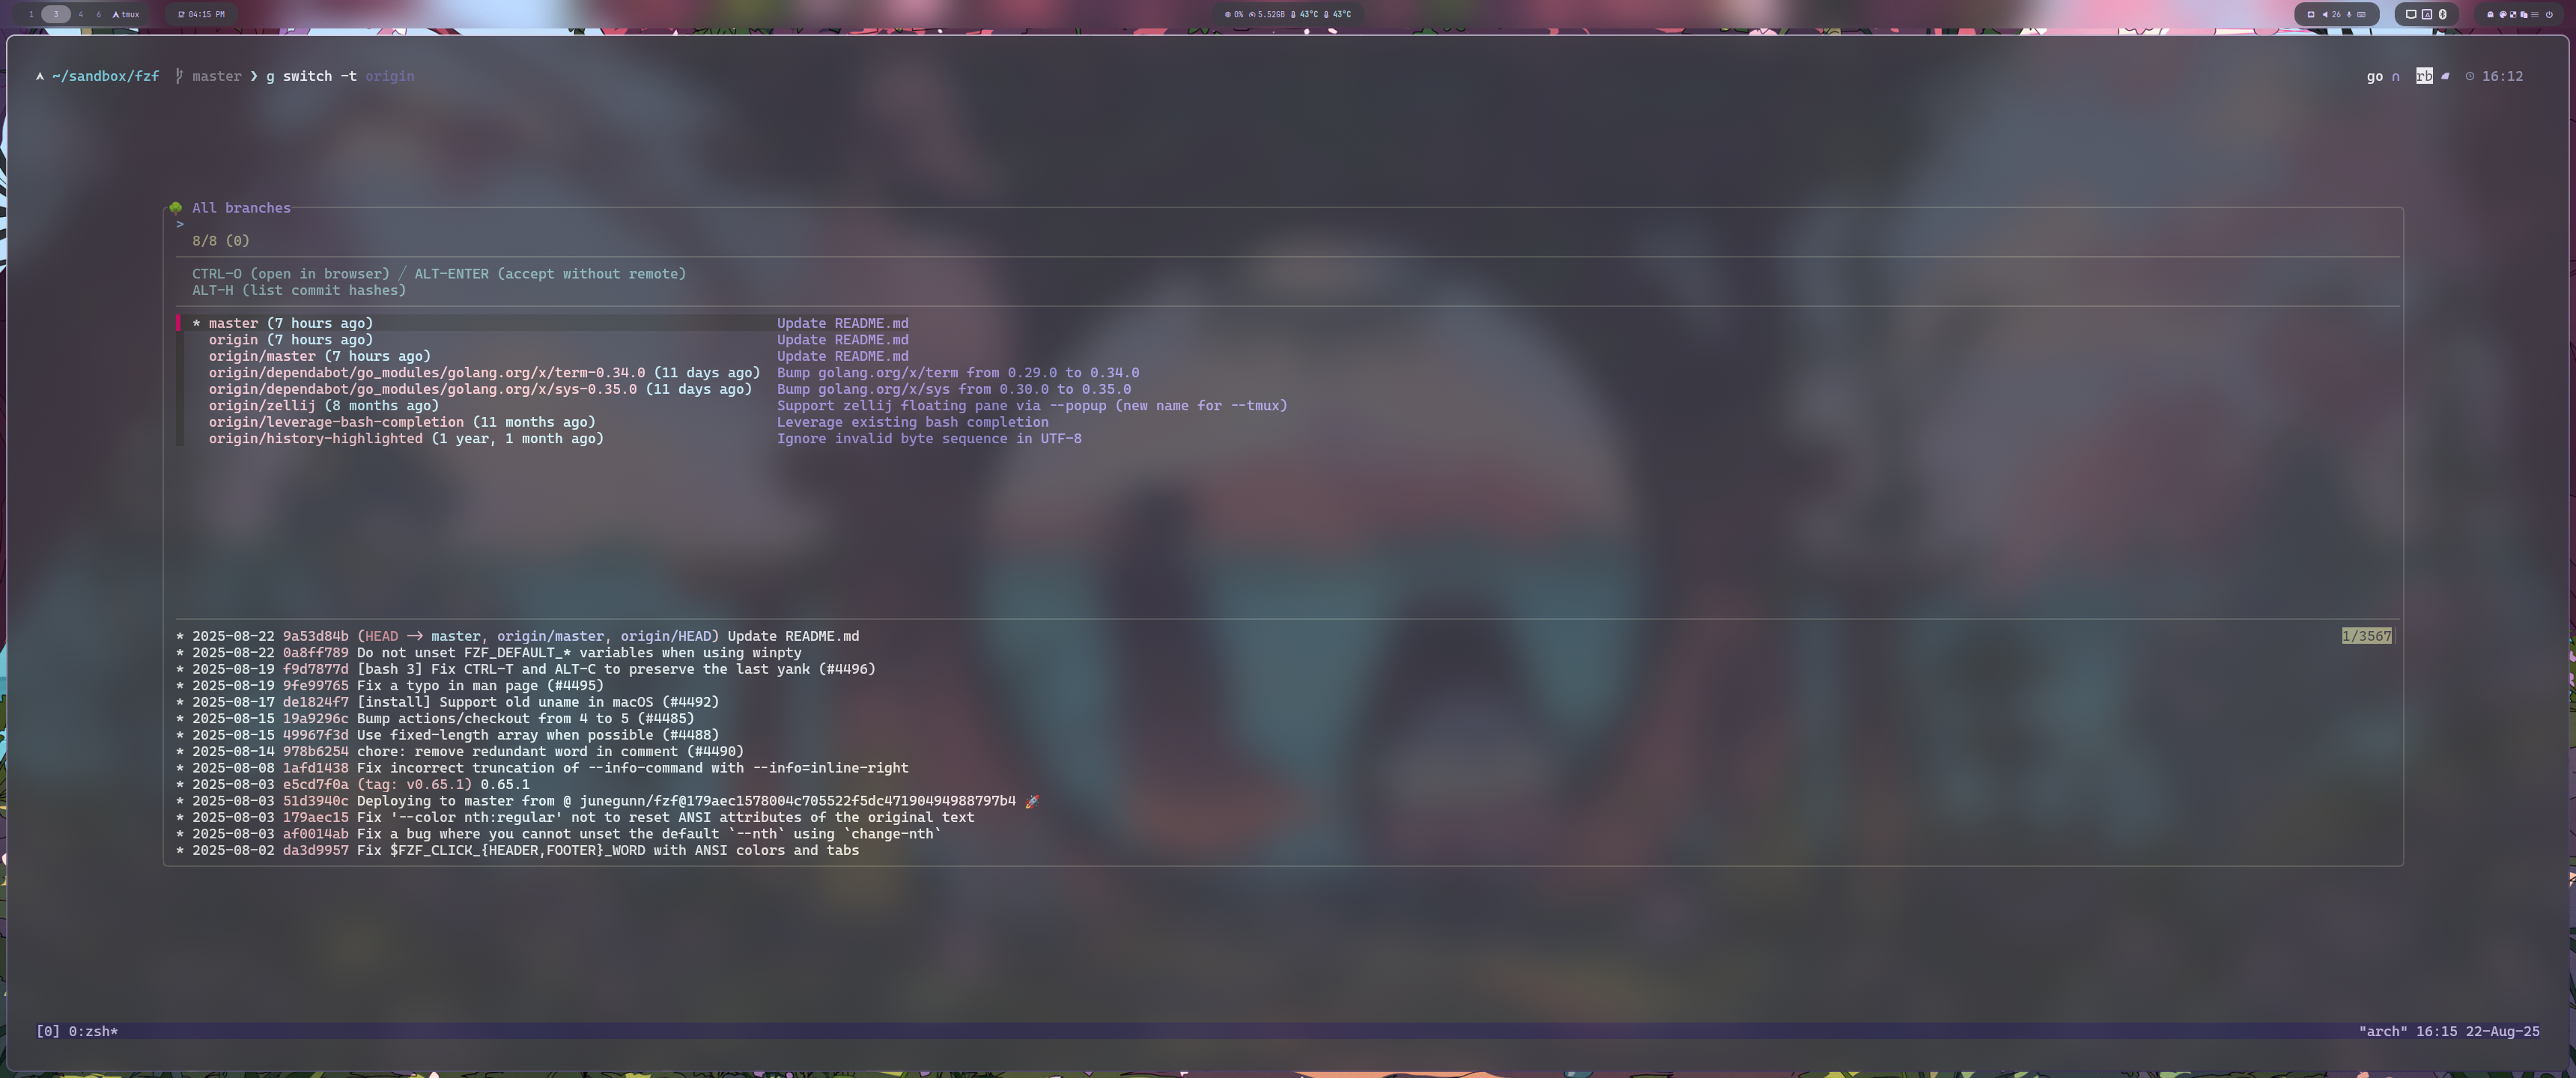 1 3 4 6 tmux 04:15 PM 0% 5.52GB 43°C 43°C 26
~/sandbox/fzf master ❯ g switch -t origin go rb 16:12
All branches
>
8/8 (0)
CTRL-O (open in browser) / ALT-ENTER (accept without remote)
ALT-H (list commit hashes)
* master (7 hours ago) Update README.md
origin (7 hours ago) Update README.md
origin/master (7 hours ago) Update README.md
origin/dependabot/go_modules/golang.org/x/term-0.34.0 (11 days ago) Bump golang.org/x/term from 0.29.0 to 0.34.0
origin/dependabot/go_modules/golang.org/x/sys-0.35.0 (11 days ago) Bump golang.org/x/sys from 0.30.0 to 0.35.0
origin/zellij (8 months ago) Support zellij floating pane via --popup (new name for --tmux)
origin/leverage-bash-completion (11 months ago) Leverage existing bash completion
origin/history-highlighted (1 year, 1 month ago) Ignore invalid byte sequence in UTF-8
* 2025-08-22 9a53d84b (HEAD -> master, origin/master, origin/HEAD) Update README.md 1/3567
* 2025-08-22 0a8ff789 Do not unset FZF_DEFAULT_* variables when using winpty
* 2025-08-19 f9d7877d [bash 3] Fix CTRL-T and ALT-C to preserve the last yank (#4496)
* 2025-08-19 9fe99765 Fix a typo in man page (#4495)
* 2025-08-17 de1824f7 [install] Support old uname in macOS (#4492)
* 2025-08-15 19a9296c Bump actions/checkout from 4 to 5 (#4485)
* 2025-08-15 49967f3d Use fixed-length array when possible (#4488)
* 2025-08-14 978b6254 chore: remove redundant word in comment (#4490)
* 2025-08-08 1afd1438 Fix incorrect truncation of --info-command with --info=inline-right
* 2025-08-03 e5cd7f0a (tag: v0.65.1) 0.65.1
* 2025-08-03 51d3940c Deploying to master from @ junegunn/fzf@179aec1578004c705522f5dc47190494988797b4 🚀
* 2025-08-03 179aec15 Fix '--color nth:regular' not to reset ANSI attributes of the original text
* 2025-08-03 af0014ab Fix a bug where you cannot unset the default `--nth` using `change-nth`
* 2025-08-02 da3d9957 Fix $FZF_CLICK_{HEADER,FOOTER}_WORD with ANSI colors and tabs
[0] 0:zsh* "arch" 16:15 22-Aug-25